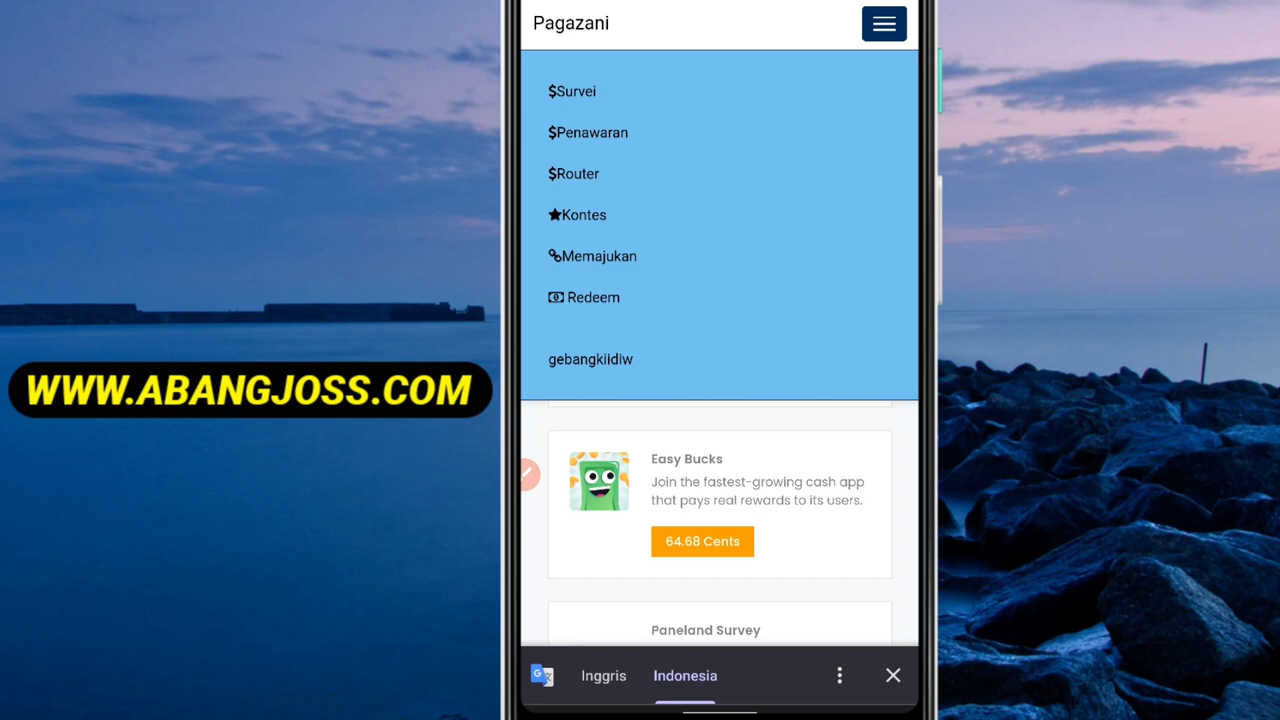 Pagazani
$Survei
$Penawaran
$Router
Kontes
Memajukan
Redeem
gebangkiidiw
WWW.ABANGJOSS.COM
Easy Bucks
Join the fastest-growing cash app
that pays real rewards to its users.
64.68 Cents
Paneland Survey
Inggris Indonesia